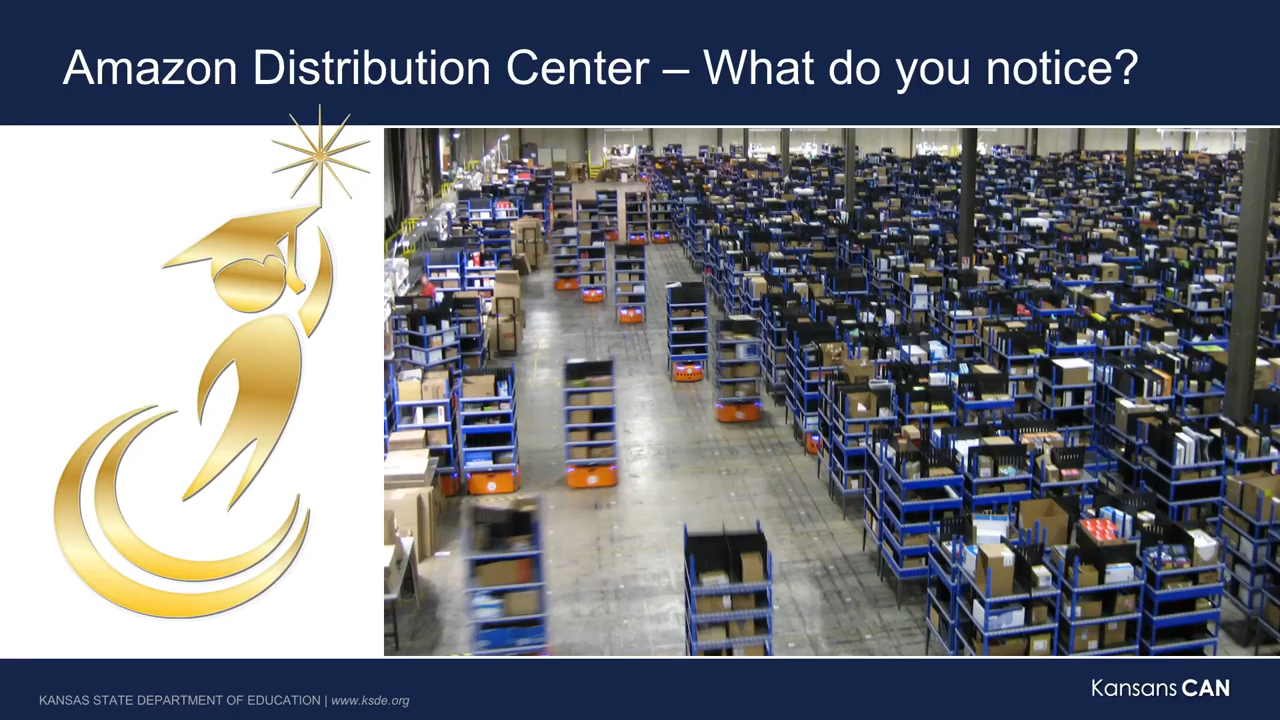 Amazon Distribution Center – What do you notice?
KANSAS STATE DEPARTMENT OF EDUCATION | www.ksde.org
Kansans CAN